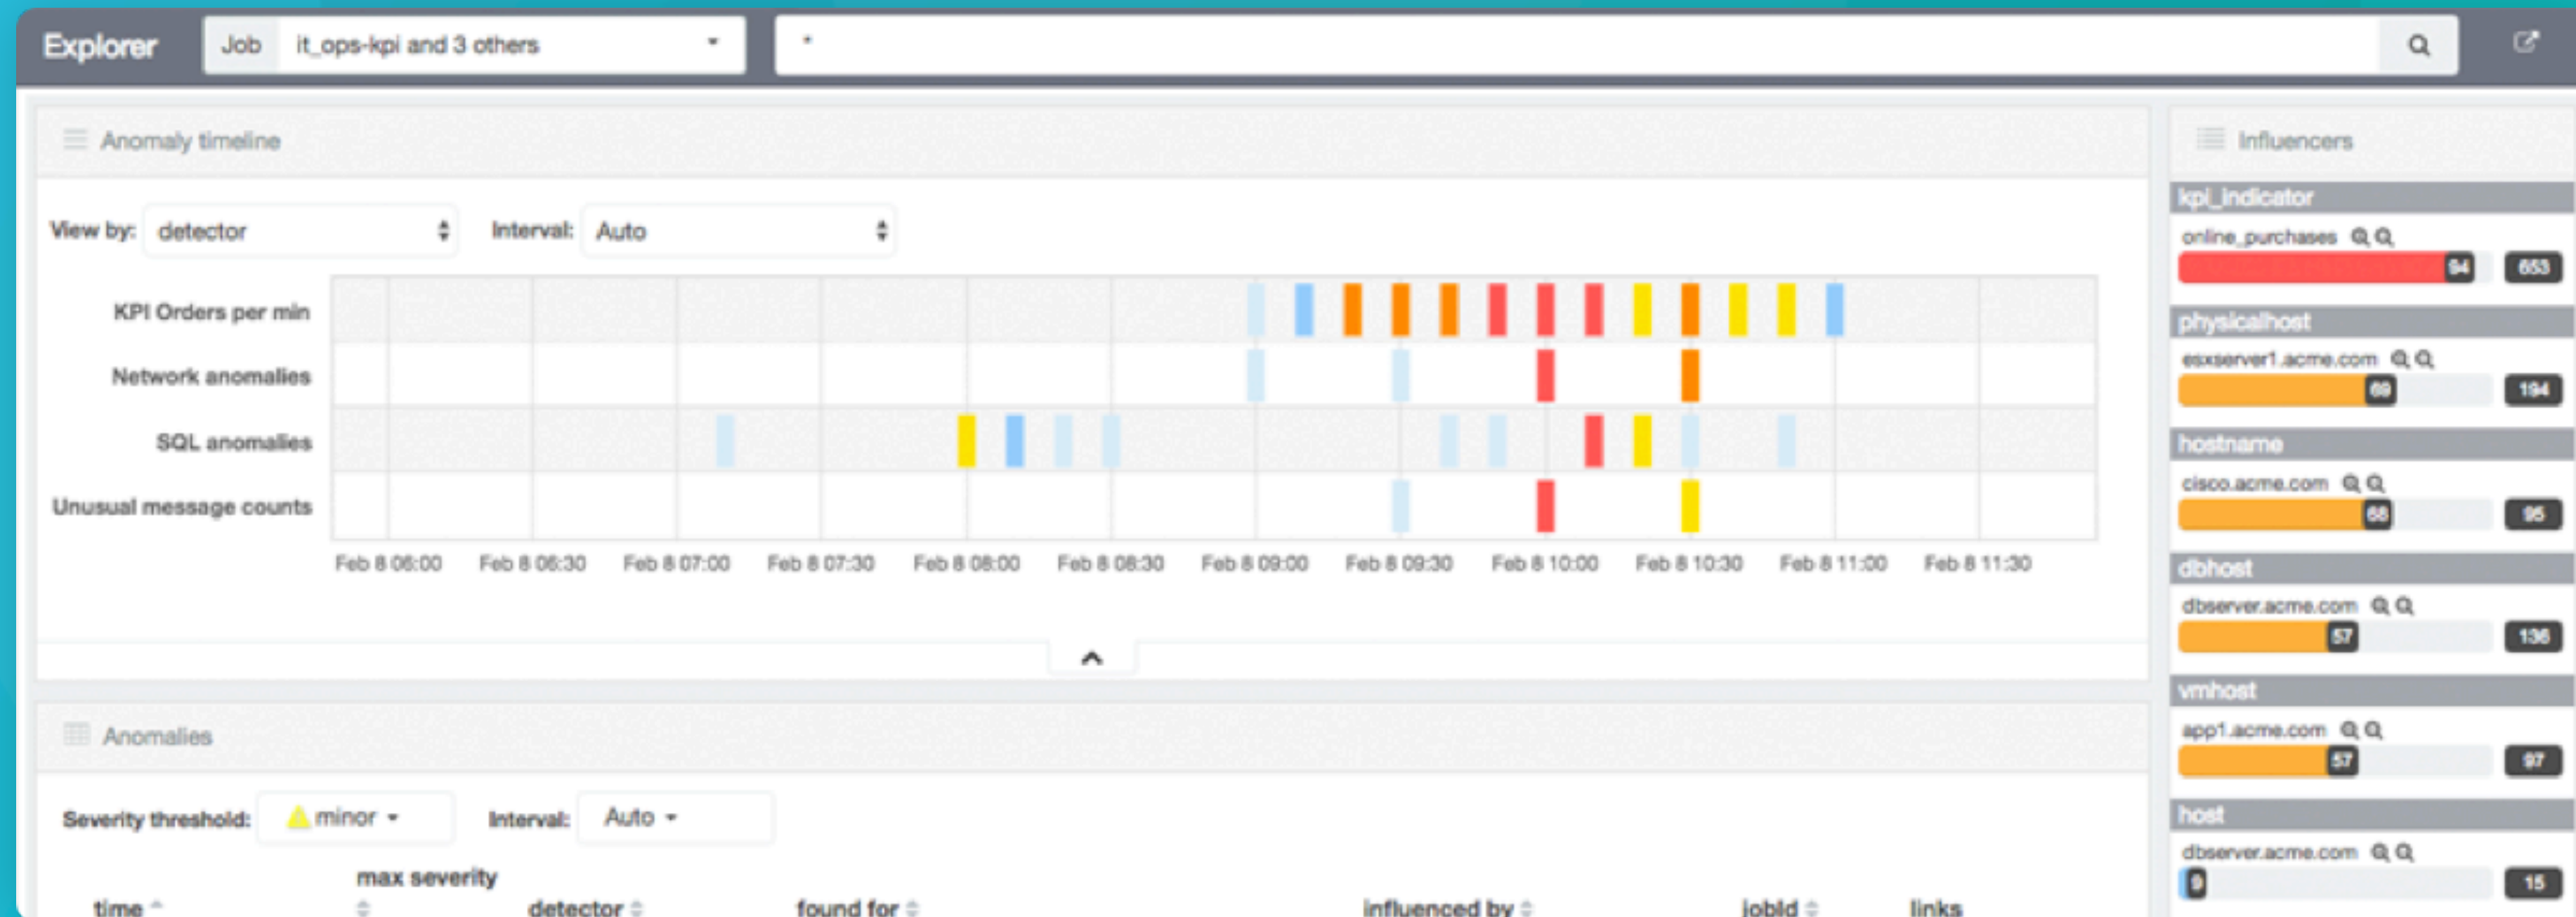 Explorer Job it_ops-kpi and 3 others *
Anomaly timeline
View by: detector Interval: Auto
KPI Orders per min
Network anomalies
SQL anomalies
Unusual message counts
Feb 8 06:00 Feb 8 06:30 Feb 8 07:00 Feb 8 07:30 Feb 8 08:00 Feb 8 08:30 Feb 8 09:00 Feb 8 09:30 Feb 8 10:00 Feb 8 10:30 Feb 8 11:00 Feb 8 11:30
Anomalies
Severity threshold: minor Interval: Auto
max severity
time detector found for influenced by jobId links
Influencers
kpi_indicator
online_purchases
94 653
physicalhost
esxserver1.acme.com
69 194
hostname
cisco.acme.com
68 95
dbhost
dbserver.acme.com
57 136
vmhost
app1.acme.com
57 97
host
dbserver.acme.com
9 15